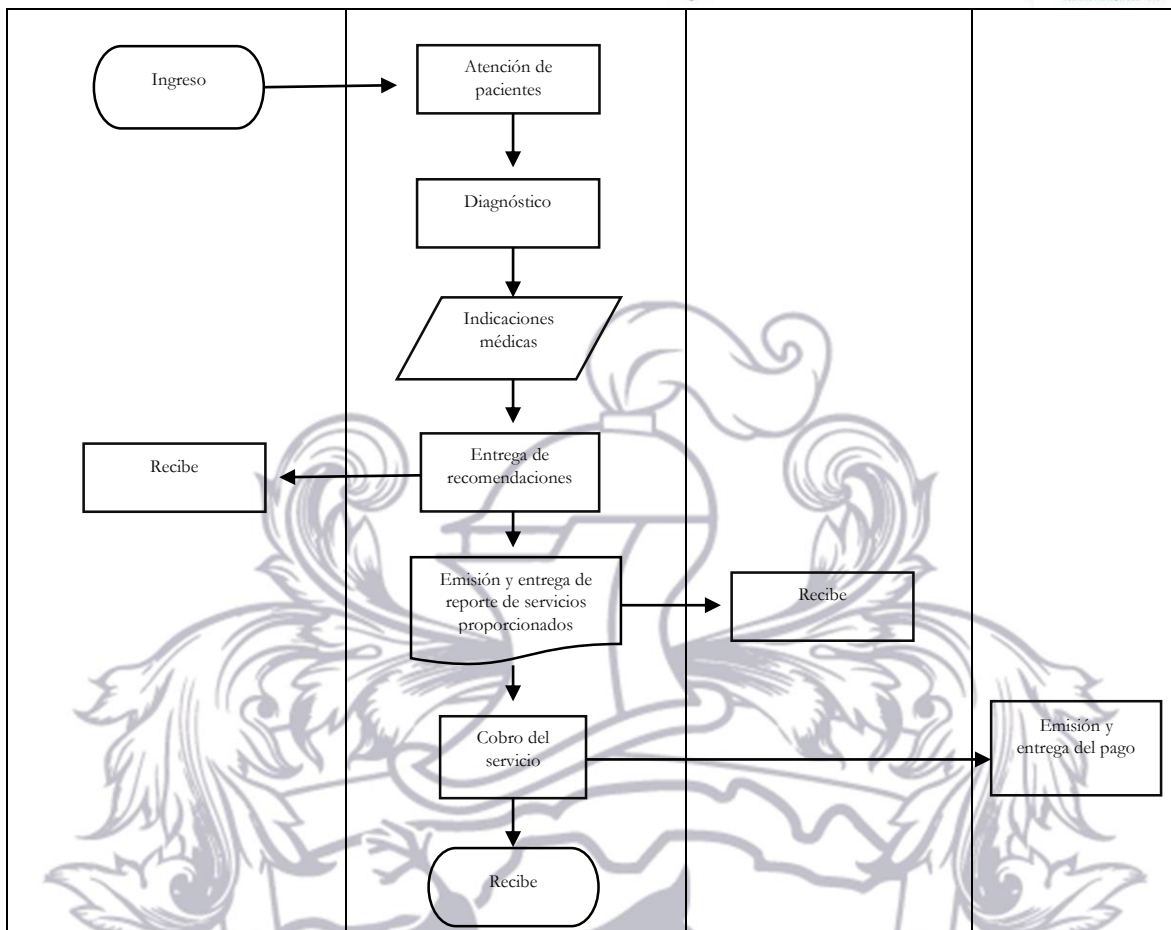 Ingreso
Atención de
pacientes
Diagnóstico
Indicaciones
médicas
Entrega de
recomendaciones
Recibe
Emisión y entrega de
reporte de servicios
proporcionados
Recibe
Cobro del
servicio
Emisión y
entrega del pago
Recibe